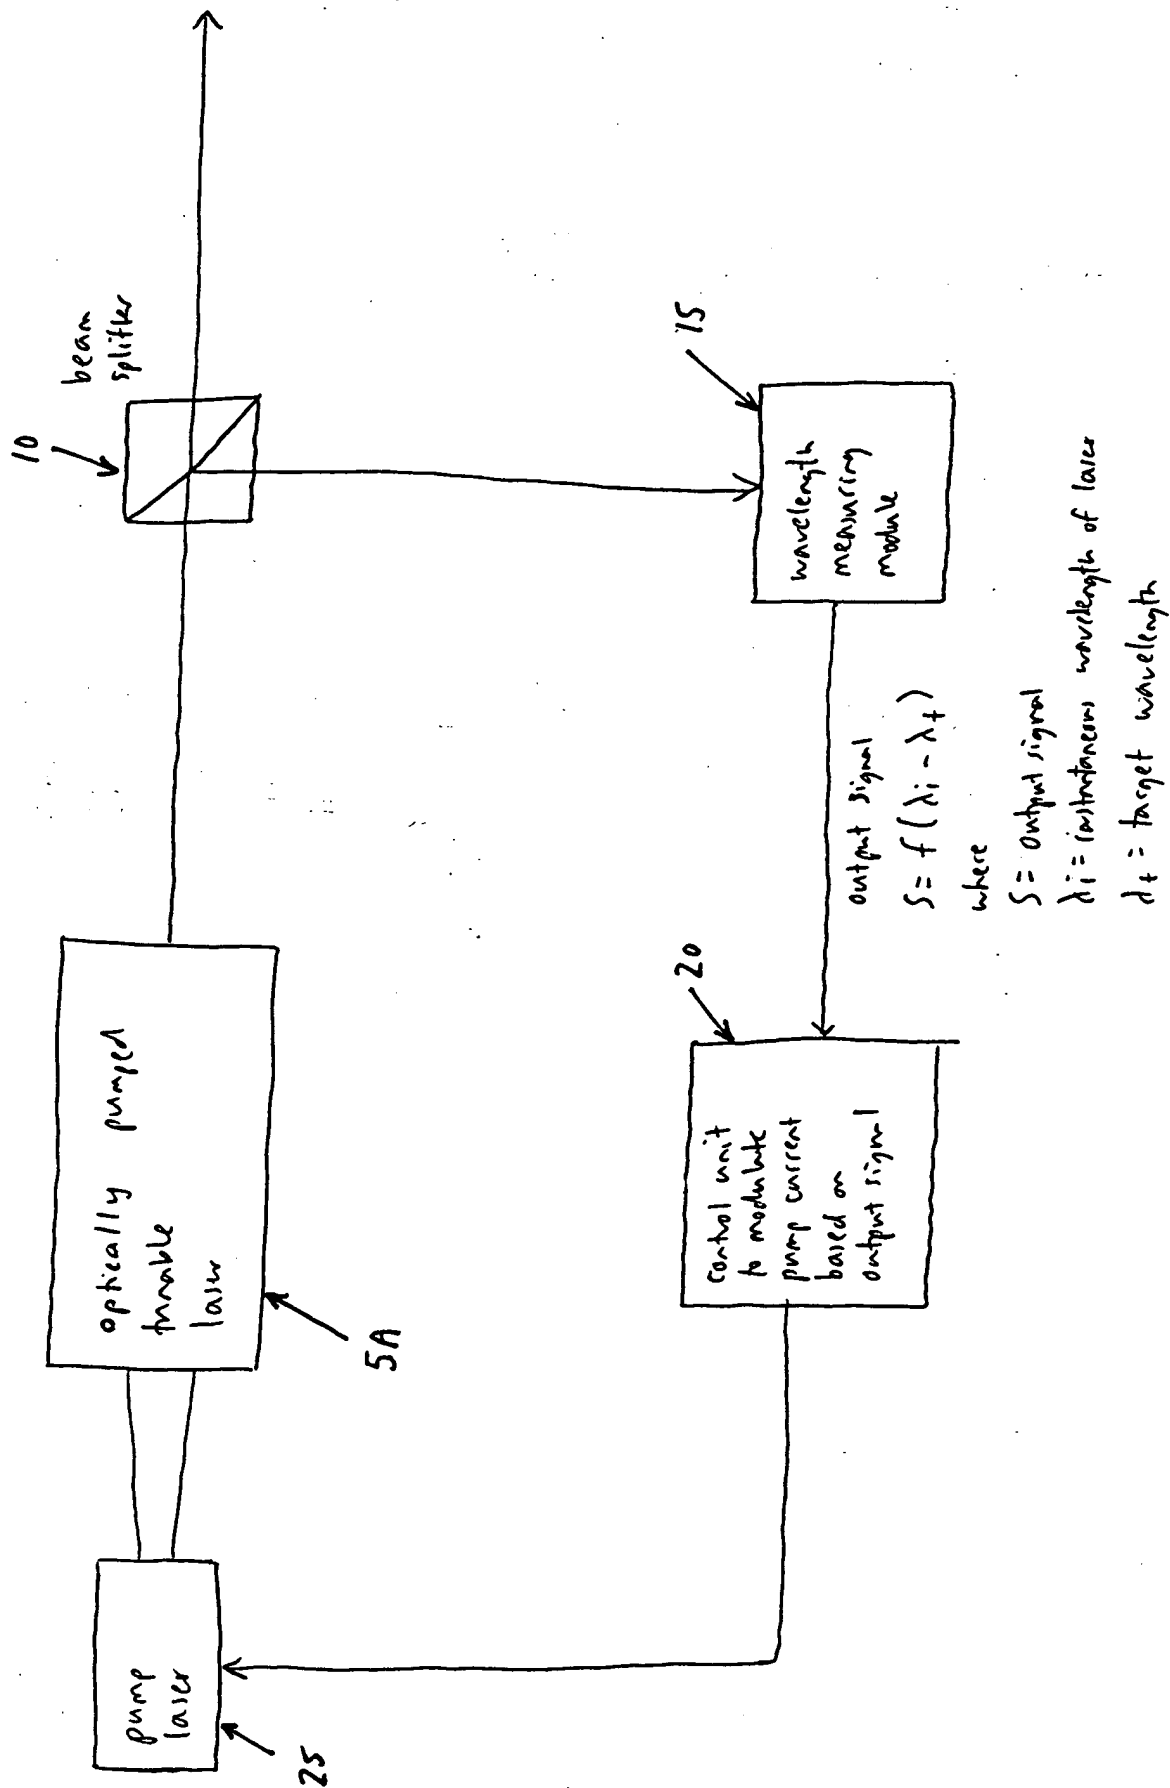 10
beam
splitter
optically pumped
tunable
laser
5A
pump
laser
25
15
wavelength
measuring
module
output signal
S = f ( λi - λt )
where
S = output signal
λi = instantaneous wavelength of laser
λt = target wavelength
20
control unit
to modulate
pump current
based on
output signal